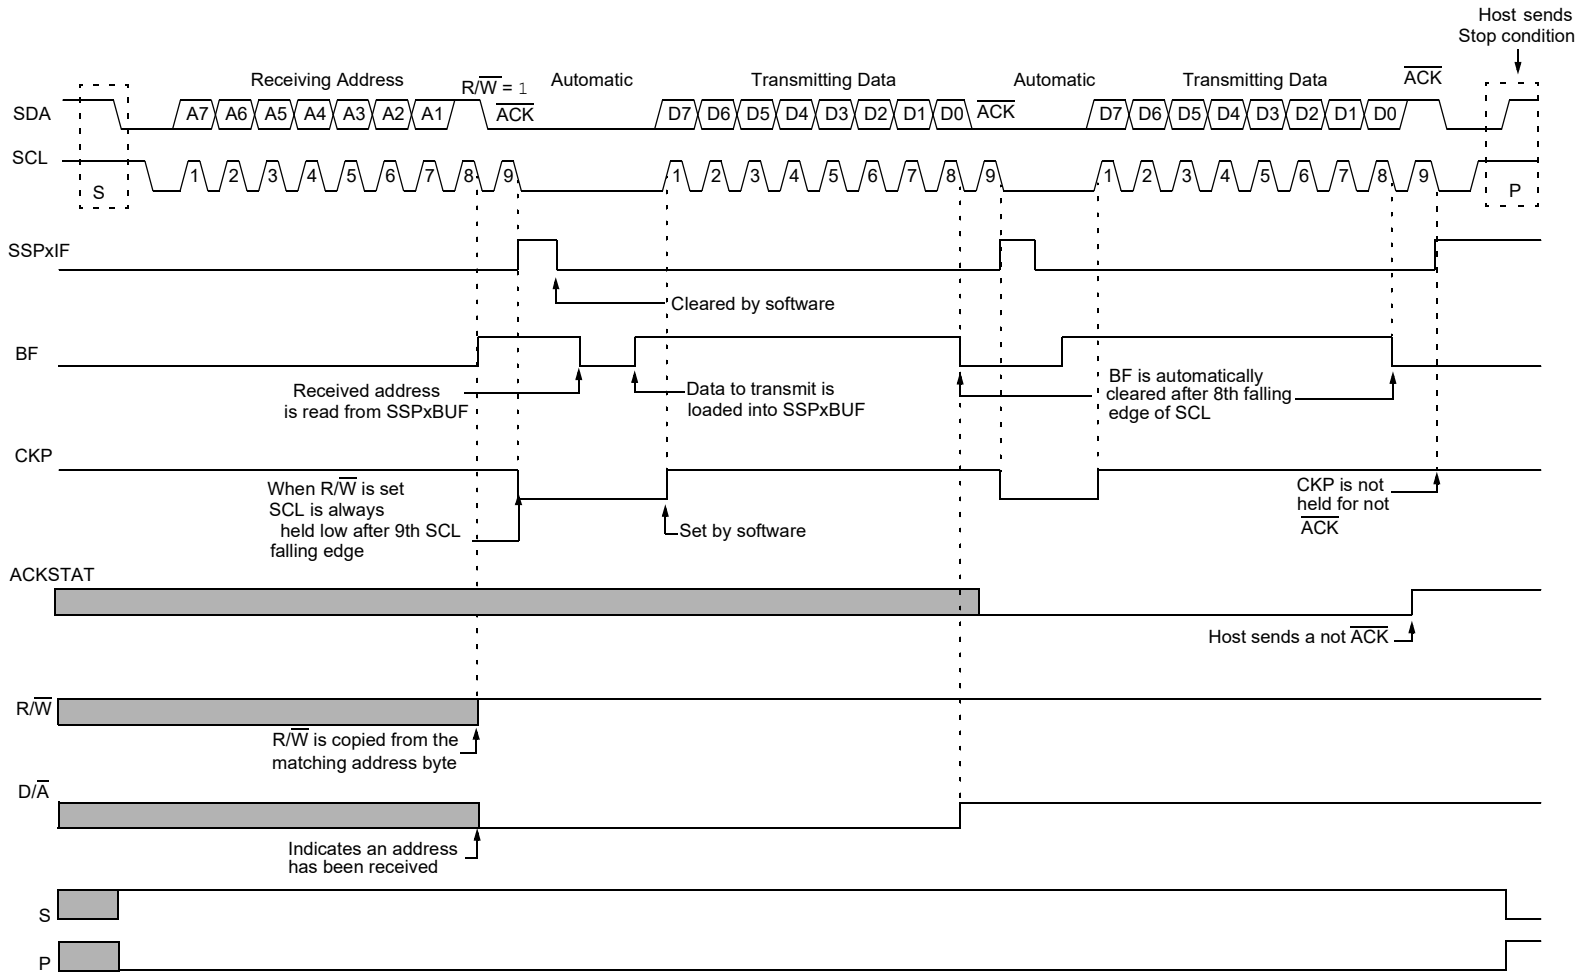 Host sends
Stop condition
Receiving Address
R/W = 1
Automatic
Transmitting Data
Automatic
Transmitting Data
ACK
SDA
A7 A6 A5 A4 A3 A2 A1
ACK
D7 D6 D5 D4 D3 D2 D1 D0
ACK
D7 D6 D5 D4 D3 D2 D1 D0
SCL
S
1 2 3 4 5 6 7 8 9
1 2 3 4 5 6 7 8 9
1 2 3 4 5 6 7 8 9
P
SSPxIF
Cleared by software
BF
Received address
is read from SSPxBUF
Data to transmit is
loaded into SSPxBUF
BF is automatically
cleared after 8th falling
edge of SCL
CKP
When R/W is set
SCL is always
held low after 9th SCL
falling edge
Set by software
CKP is not
held for not
ACK
ACKSTAT
Host sends a not ACK
R/W
R/W is copied from the
matching address byte
D/A
Indicates an address
has been received
S
P